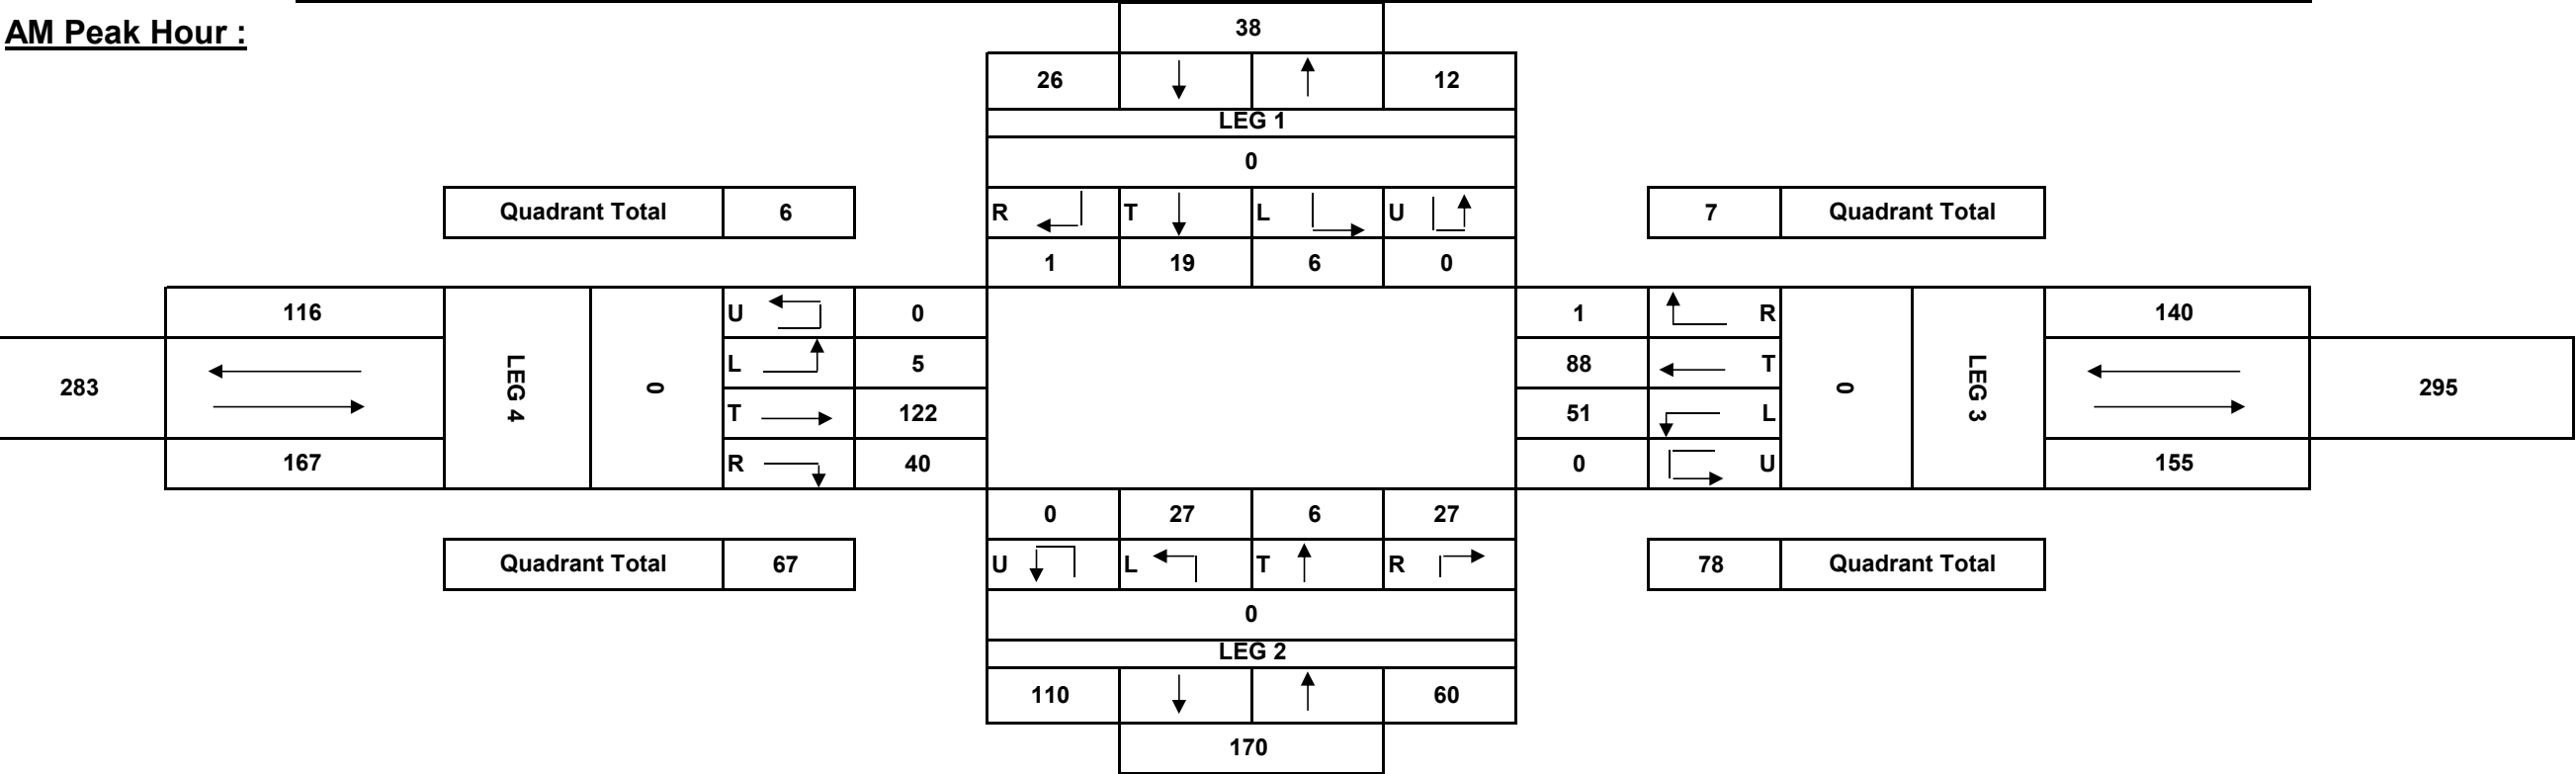 AM Peak Hour :
38
26 12
LEG 1
0
Quadrant Total 6
R T L U
7 Quadrant Total
1 19 6 0
116
283
167
LEG 4
0
U 0
L 5
T 122
R 40
1 R
88 T
51 L
0 U
0
LEG 3
140
295
155
0 27 6 27
Quadrant Total 67
U L T R
78 Quadrant Total
0
LEG 2
110 60
170